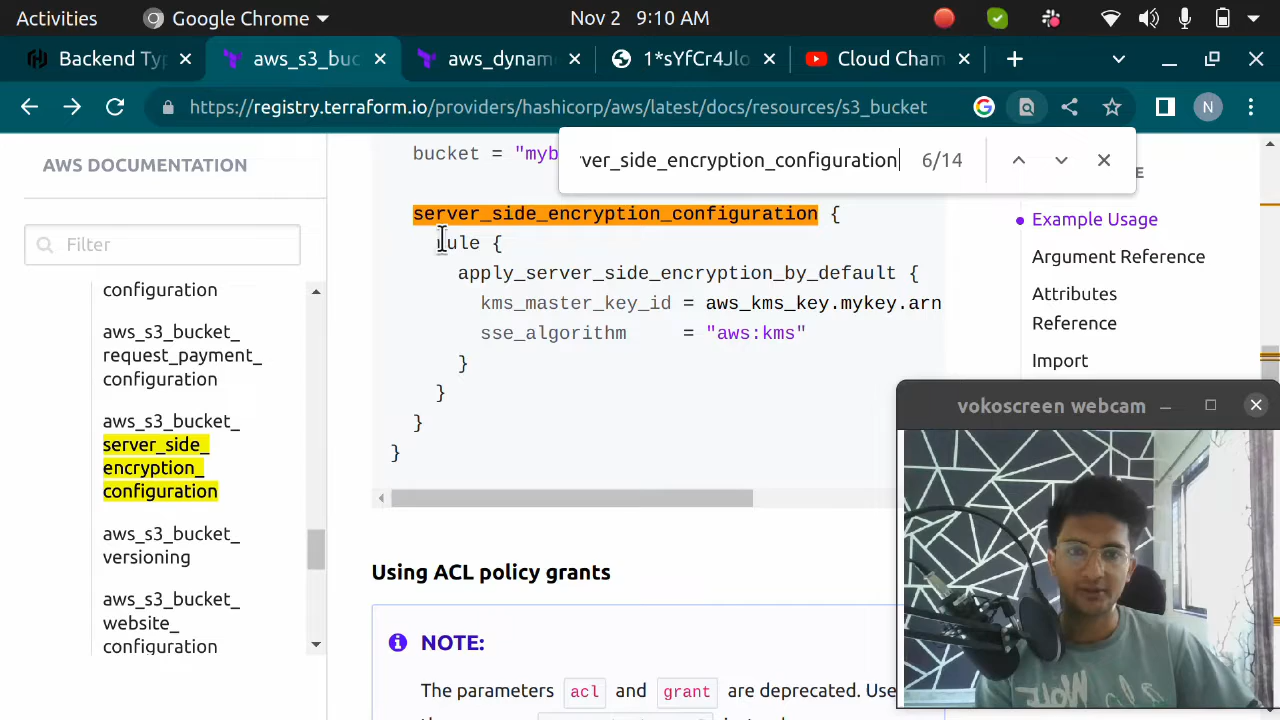 Activities
Google Chrome
Nov 2 9:10 AM
Backend Typ
aws_s3_buc
aws_dynam
1*sYfCr4Jlo
Cloud Cham
https://registry.terraform.io/providers/hashicorp/aws/latest/docs/resources/s3_bucket
N
AWS DOCUMENTATION
Filter
configuration
aws_s3_bucket_
request_payment_
configuration
aws_s3_bucket_
server_side_
encryption_
configuration
aws_s3_bucket_
versioning
aws_s3_bucket_
website_
configuration
bucket = "myb
rver_side_encryption_configuration 6/14
server_side_encryption_configuration {
rule {
apply_server_side_encryption_by_default {
kms_master_key_id = aws_kms_key.mykey.arn
sse_algorithm = "aws:kms"
}
}
}
}
Using ACL policy grants
NOTE:
The parameters acl and grant are deprecated. Use
Example Usage
Argument Reference
Attributes
Reference
Import
vokoscreen webcam